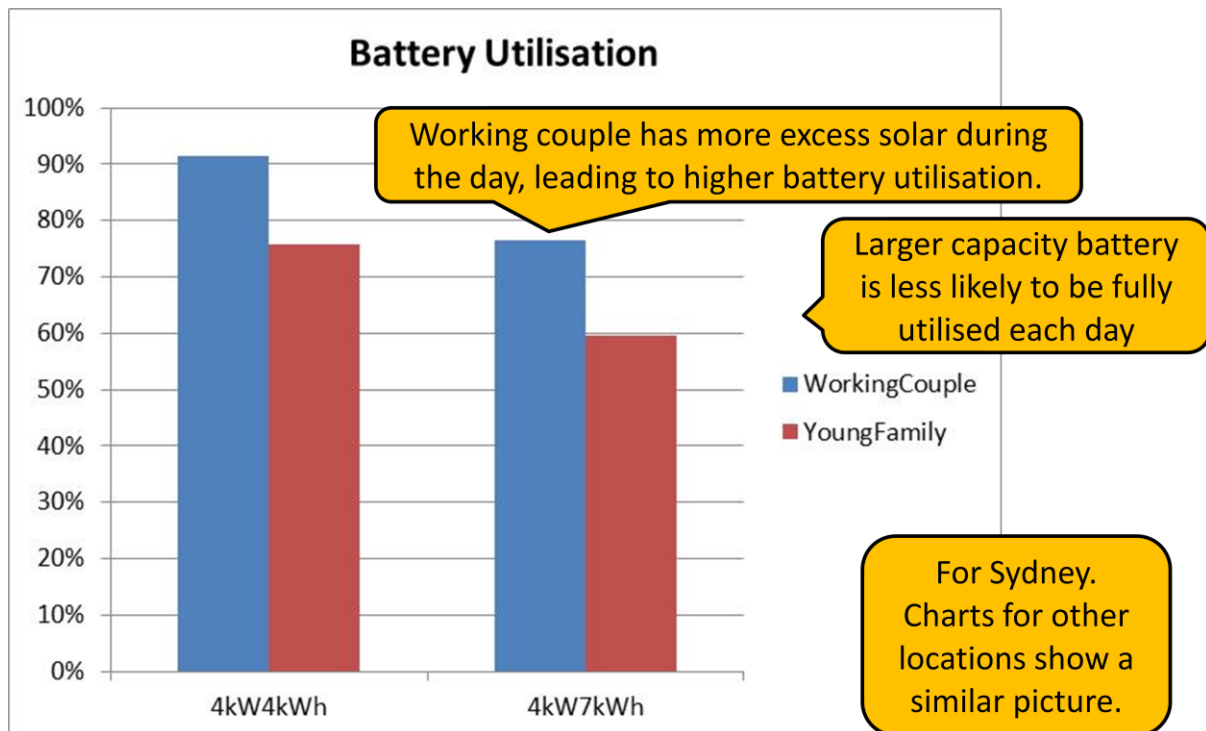 Battery Utilisation
100%
90%
80%
70%
60%
50%
40%
30%
20%
10%
0%
Working couple has more excess solar during
the day, leading to higher battery utilisation.
Larger capacity battery
is less likely to be fully
utilised each day
WorkingCouple
YoungFamily
For Sydney.
Charts for other
locations show a
similar picture.
4kW4kWh
4kW7kWh